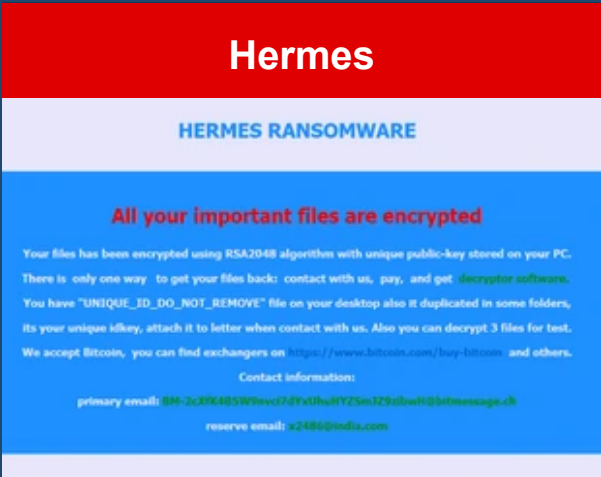 Hermes
HERMES RANSOMWARE
All your important files are encrypted
Your files has been encrypted using RSA2048 algorithm with unique public-key stored on your PC.
There is only one way to get your files back: contact with us, pay, and get decryptor software.
You have "UNIQUE_ID_DO_NOT_REMOVE" file on your desktop also it duplicated in some folders,
its your unique idkey, attach it to letter when contact with us. Also you can decrypt 3 files for test.
We accept Bitcoin, you can find exchangers on https://www.bitcoin.com/buy-bitcoin and others.
Contact information:
primary email:
reserve email: x2486@india.com